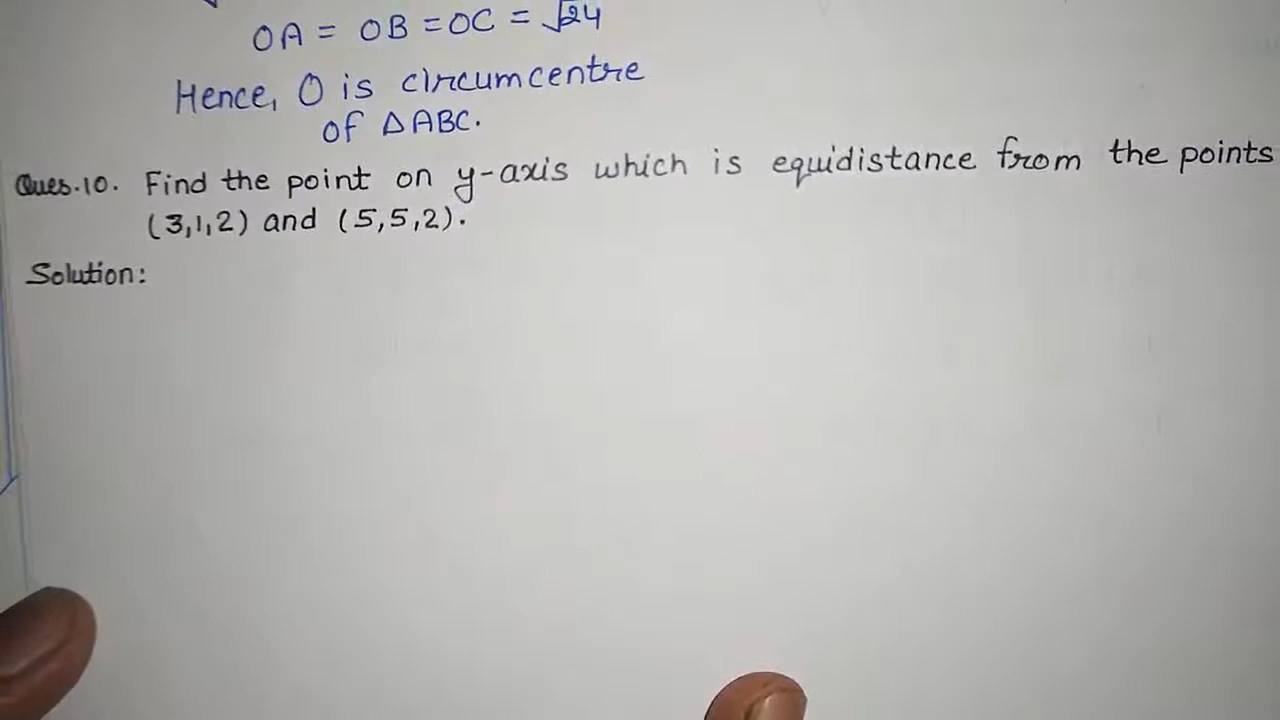 OA = OB = OC = √24
Hence, O is circumcentre
of △ABC.
Ques.10. Find the point on y-axis which is equidistance from the points
(3,1,2) and (5,5,2).
Solution: